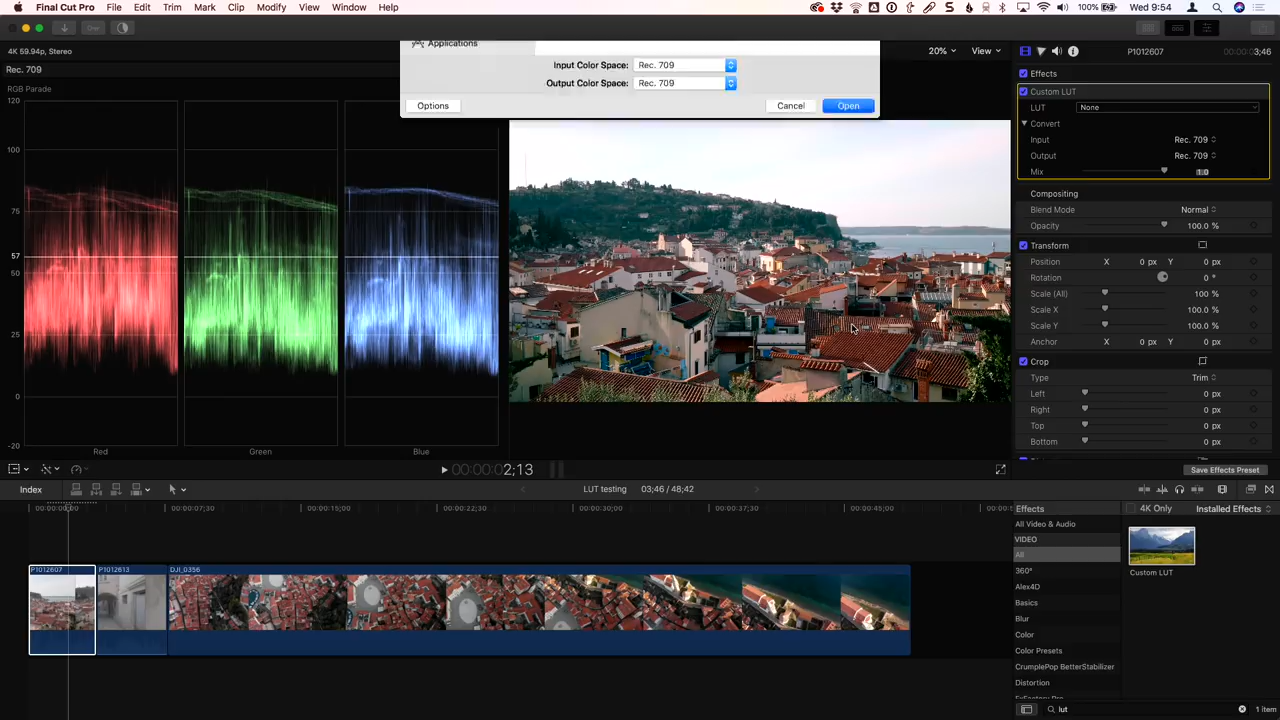 Final Cut Pro File Edit Trim Mark Clip Modify View Window Help 100% Wed 9:54
Applications
4K 59.94p, Stereo 20% View P1012607 3;46
Input Color Space: Rec. 709
Rec. 709
Effects
Output Color Space: Rec. 709
RGB Parade
Custom LUT
120
Options Cancel Open
LUT None
Convert
Input Rec. 709
100
Output Rec. 709
Mix 1.0
Compositing
75
Blend Mode Normal
Opacity 100.0 %
Transform
57
Position X 0 px Y 0 px
50
Rotation 0 °
Scale (All) 100 %
Scale X 100.0 %
25
Scale Y 100.0 %
Anchor X 0 px Y 0 px
Crop
Type Trim
0
Left 0 px
Right 0 px
Top 0 px
-20
Bottom 0 px
Red Green Blue
00:00:00:02;13
Save Effects Preset
Index LUT testing 03;46 / 48;42
00:00:00;00 00:00:07;30 00:00:15;00 00:00:22;30 00:00:30;00 00:00:37;30 00:00:45;00
Effects 4K Only Installed Effects
All Video & Audio
VIDEO
All
P1012607 P1012613 DJI_0356
360°
Custom LUT
Alex4D
Basics
Blur
Color
Color Presets
CrumplePop BetterStabilizer
Distortion
lut 1 item